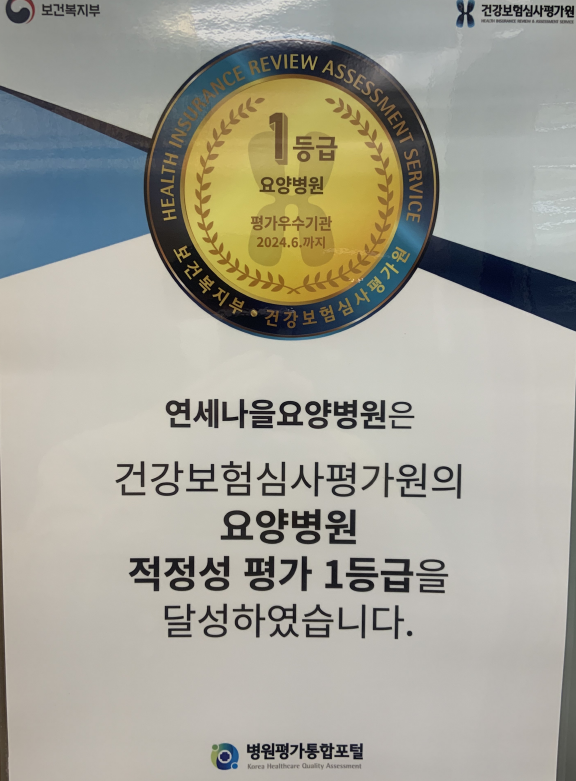 보건복지부
건강보험심사평가원
HEALTH INSURANCE REVIEW & ASSESSMENT SERVICE
HEALTH INSURANCE REVIEW ASSESSMENT SERVICE
1등급
요양병원
평가우수기관
2024.6.까지
보건복지부 • 건강보험심사평가원
연세나을요양병원은
건강보험심사평가원의
요양병원
적정성 평가 1등급을
달성하였습니다.
병원평가통합포털
Korea Healthcare Quality Assessment